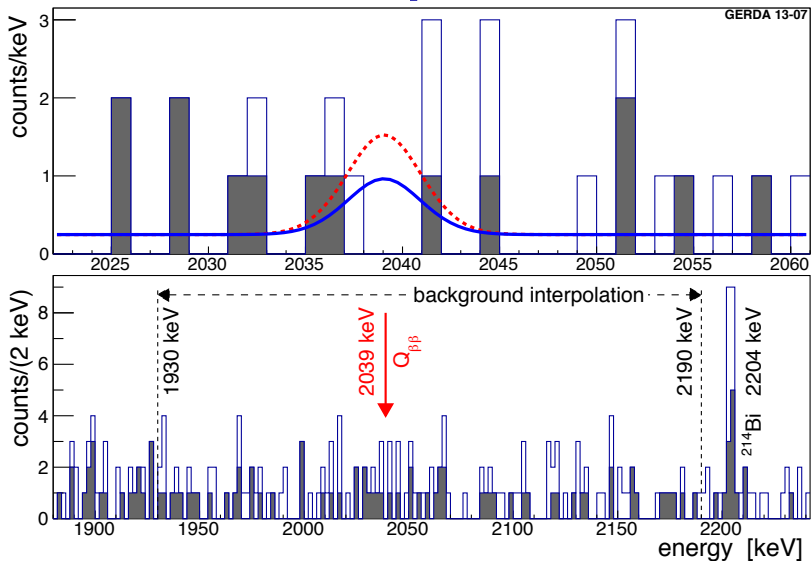 GERDA 13-07
counts/keV
3
2
1
0
2025 2030 2035 2040 2045 2050 2055 2060
counts/(2 keV)
8
6
4
2
0
background interpolation
1930 keV
2039 keV
Qββ
2190 keV
2204 keV
214Bi
1900 1950 2000 2050 2100 2150 2200
energy [keV]